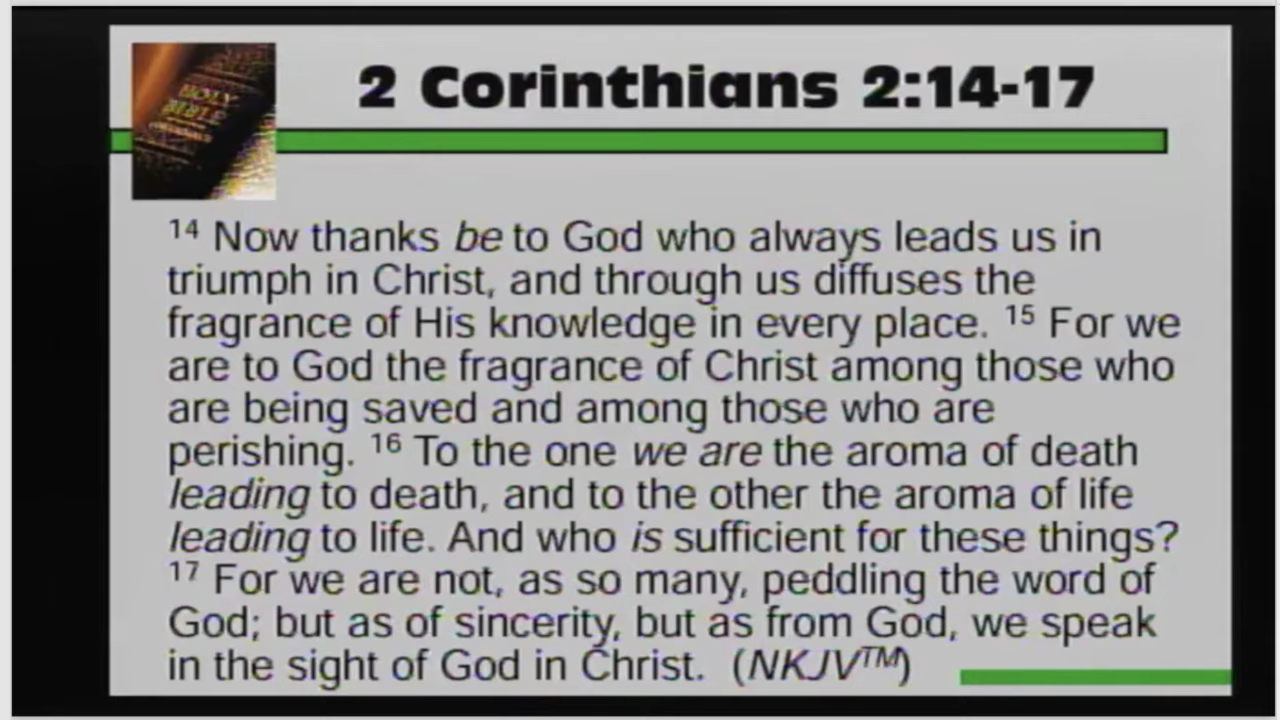 HOLY
BIBLE
2 Corinthians 2:14-17
14 Now thanks be to God who always leads us in
triumph in Christ, and through us diffuses the
fragrance of His knowledge in every place. 15 For we
are to God the fragrance of Christ among those who
are being saved and among those who are
perishing. 16 To the one we are the aroma of death
leading to death, and to the other the aroma of life
leading to life. And who is sufficient for these things?
17 For we are not, as so many, peddling the word of
God; but as of sincerity, but as from God, we speak
in the sight of God in Christ. (NKJV™)